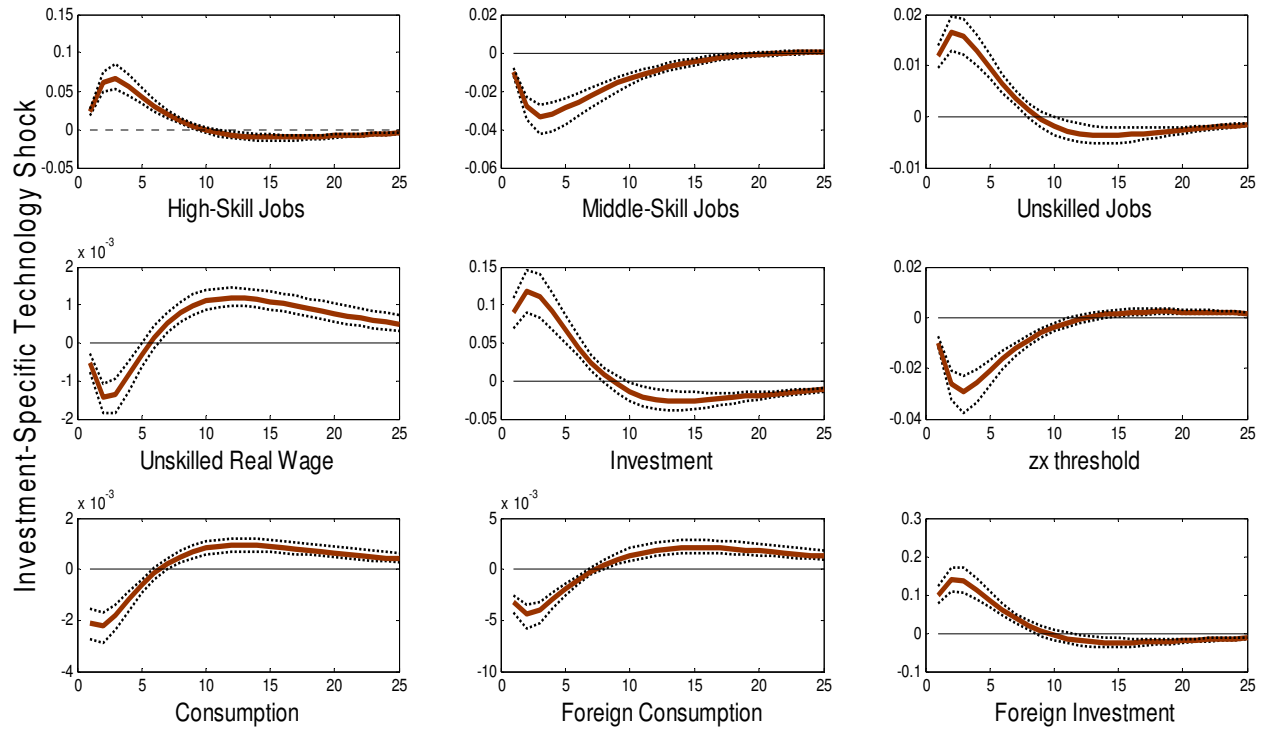 Investment-Specific Technology Shock
0.15
0.1
0.05
0
-0.05
0 5 10 15 20 25
High-Skill Jobs
0.02
0
-0.02
-0.04
-0.06
0 5 10 15 20 25
Middle-Skill Jobs
0.02
0.01
0
-0.01
0 5 10 15 20 25
Unskilled Jobs
x 10^-3
2
1
0
-1
-2
0 5 10 15 20 25
Unskilled Real Wage
0.15
0.1
0.05
0
-0.05
0 5 10 15 20 25
Investment
0.02
0
-0.02
-0.04
0 5 10 15 20 25
zx threshold
x 10^-3
2
0
-2
-4
0 5 10 15 20 25
Consumption
x 10^-3
5
0
-5
-10
0 5 10 15 20 25
Foreign Consumption
0.3
0.2
0.1
0
-0.1
0 5 10 15 20 25
Foreign Investment